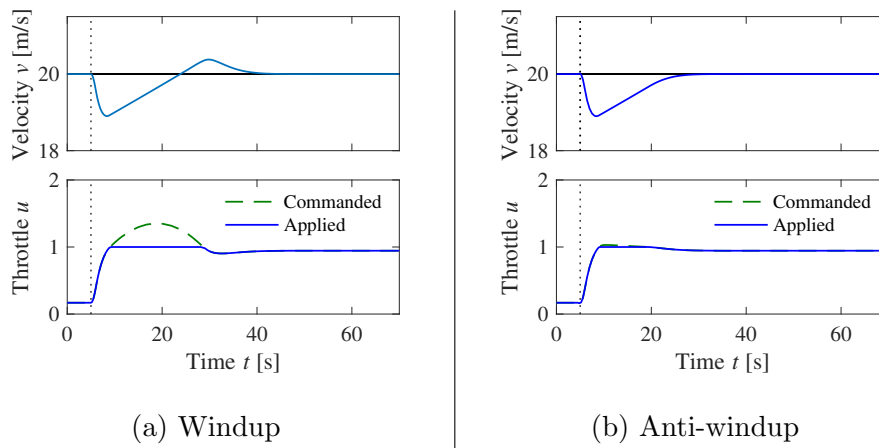 Velocity v [m/s]
20
18
Throttle u
2
1
0
Commanded
Applied
0
20
40
60
Time t [s]
(a) Windup
Velocity v [m/s]
20
18
Throttle u
2
1
0
Commanded
Applied
0
20
40
60
Time t [s]
(b) Anti-windup